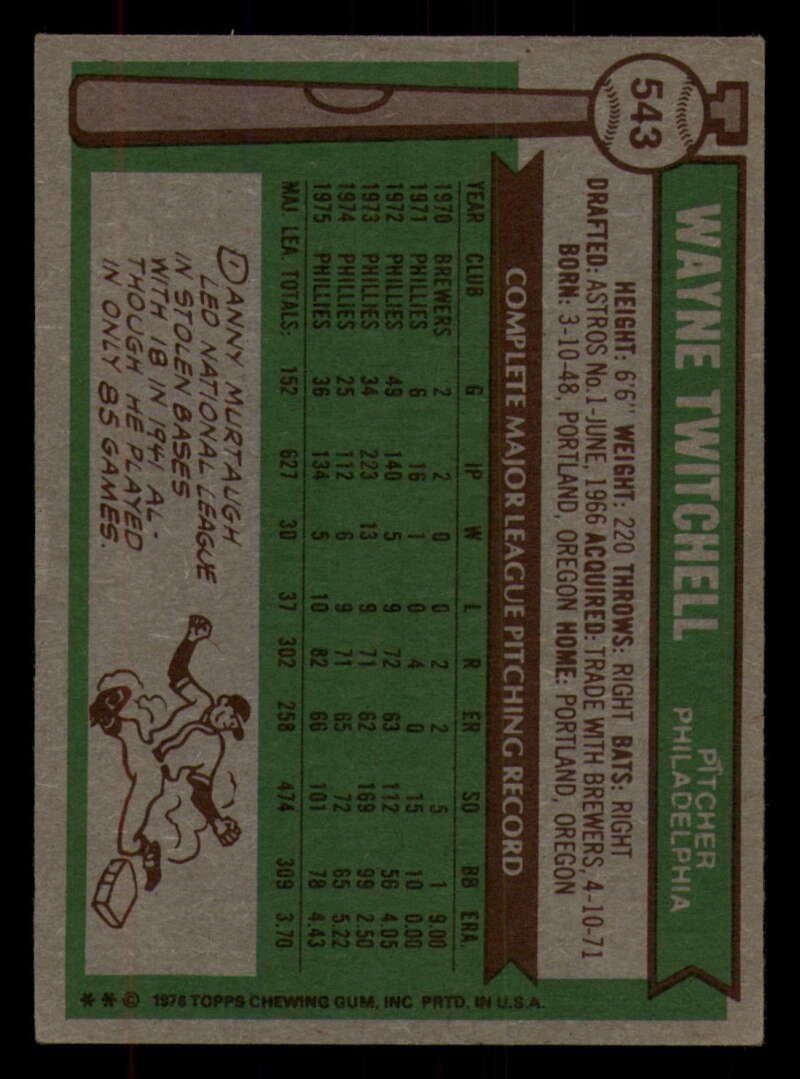 543
WAYNE TWITCHELL
PITCHER
PHILADELPHIA
HEIGHT: 6'6" WEIGHT: 220 THROWS: RIGHT BATS: RIGHT
DRAFTED: ASTROS No.1-JUNE, 1966 ACQUIRED: TRADE WITH BREWERS, 4-10-71
BORN: 3-10-48, PORTLAND, OREGON HOME: PORTLAND, OREGON
COMPLETE MAJOR LEAGUE PITCHING RECORD
YEAR CLUB G IP W L R ER SO BB ERA.
1970 BREWERS 2 2 0 0 2 2 5 1 9.00
1971 PHILLIES 6 16 1 0 4 0 15 10 0.00
1972 PHILLIES 49 140 5 9 72 63 112 56 4.05
1973 PHILLIES 34 223 13 9 71 62 169 99 2.50
1974 PHILLIES 25 112 6 9 71 65 72 65 5.22
1975 PHILLIES 36 134 5 10 82 66 101 78 4.43
MAJ. LEA. TOTALS: 152 627 30 37 302 258 474 309 3.70
DANNY MURTAUGH
LED NATIONAL LEAGUE
IN STOLEN BASES
WITH 18 IN 1941 AL-
THOUGH HE PLAYED
IN ONLY 85 GAMES.
** © 1976 TOPPS CHEWING GUM, INC PRTD. IN U.S.A.